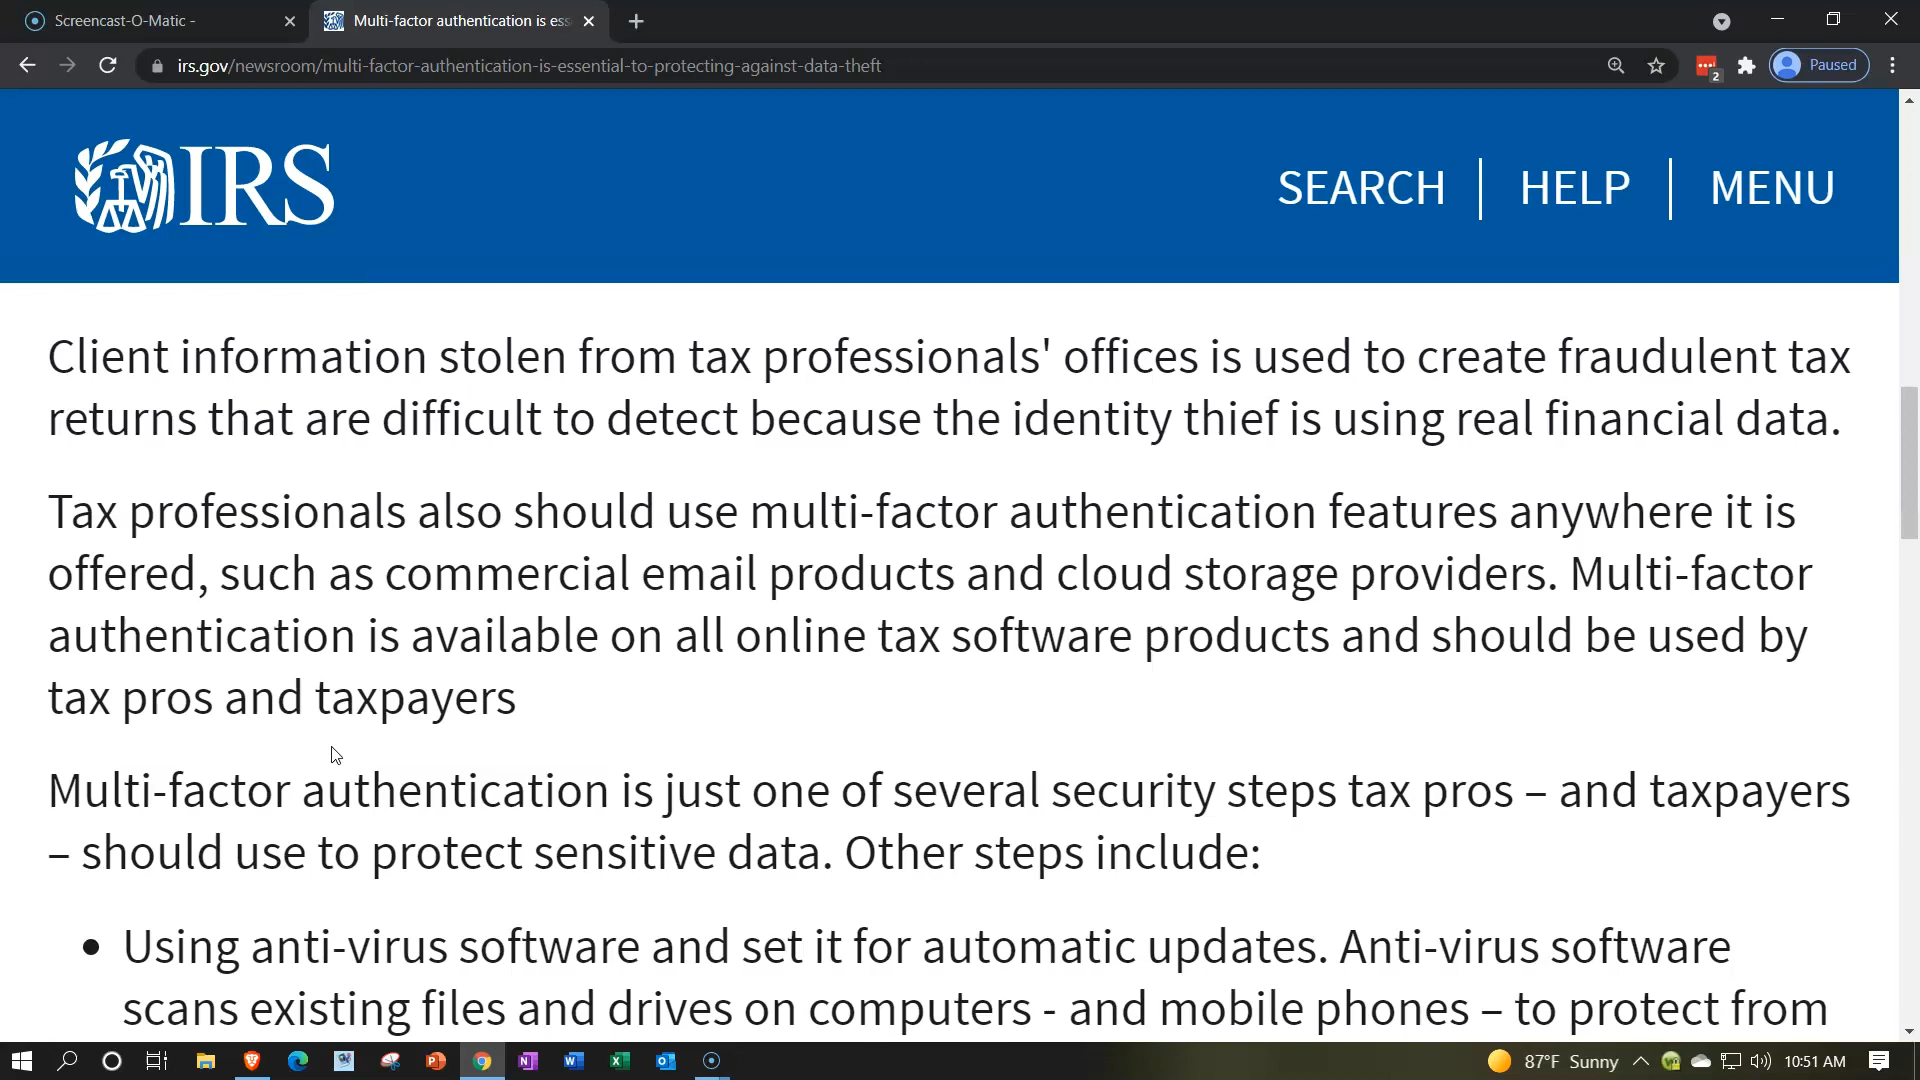 Screencast-O-Matic -
Multi-factor authentication is ess
irs.gov/newsroom/multi-factor-authentication-is-essential-to-protecting-against-data-theft
2
Paused
IRS
SEARCH
HELP
MENU
Client information stolen from tax professionals' offices is used to create fraudulent tax
returns that are difficult to detect because the identity thief is using real financial data.
Tax professionals also should use multi-factor authentication features anywhere it is
offered, such as commercial email products and cloud storage providers. Multi-factor
authentication is available on all online tax software products and should be used by
tax pros and taxpayers
Multi-factor authentication is just one of several security steps tax pros – and taxpayers
– should use to protect sensitive data. Other steps include:
• Using anti-virus software and set it for automatic updates. Anti-virus software
scans existing files and drives on computers - and mobile phones – to protect from
87°F Sunny
10:51 AM